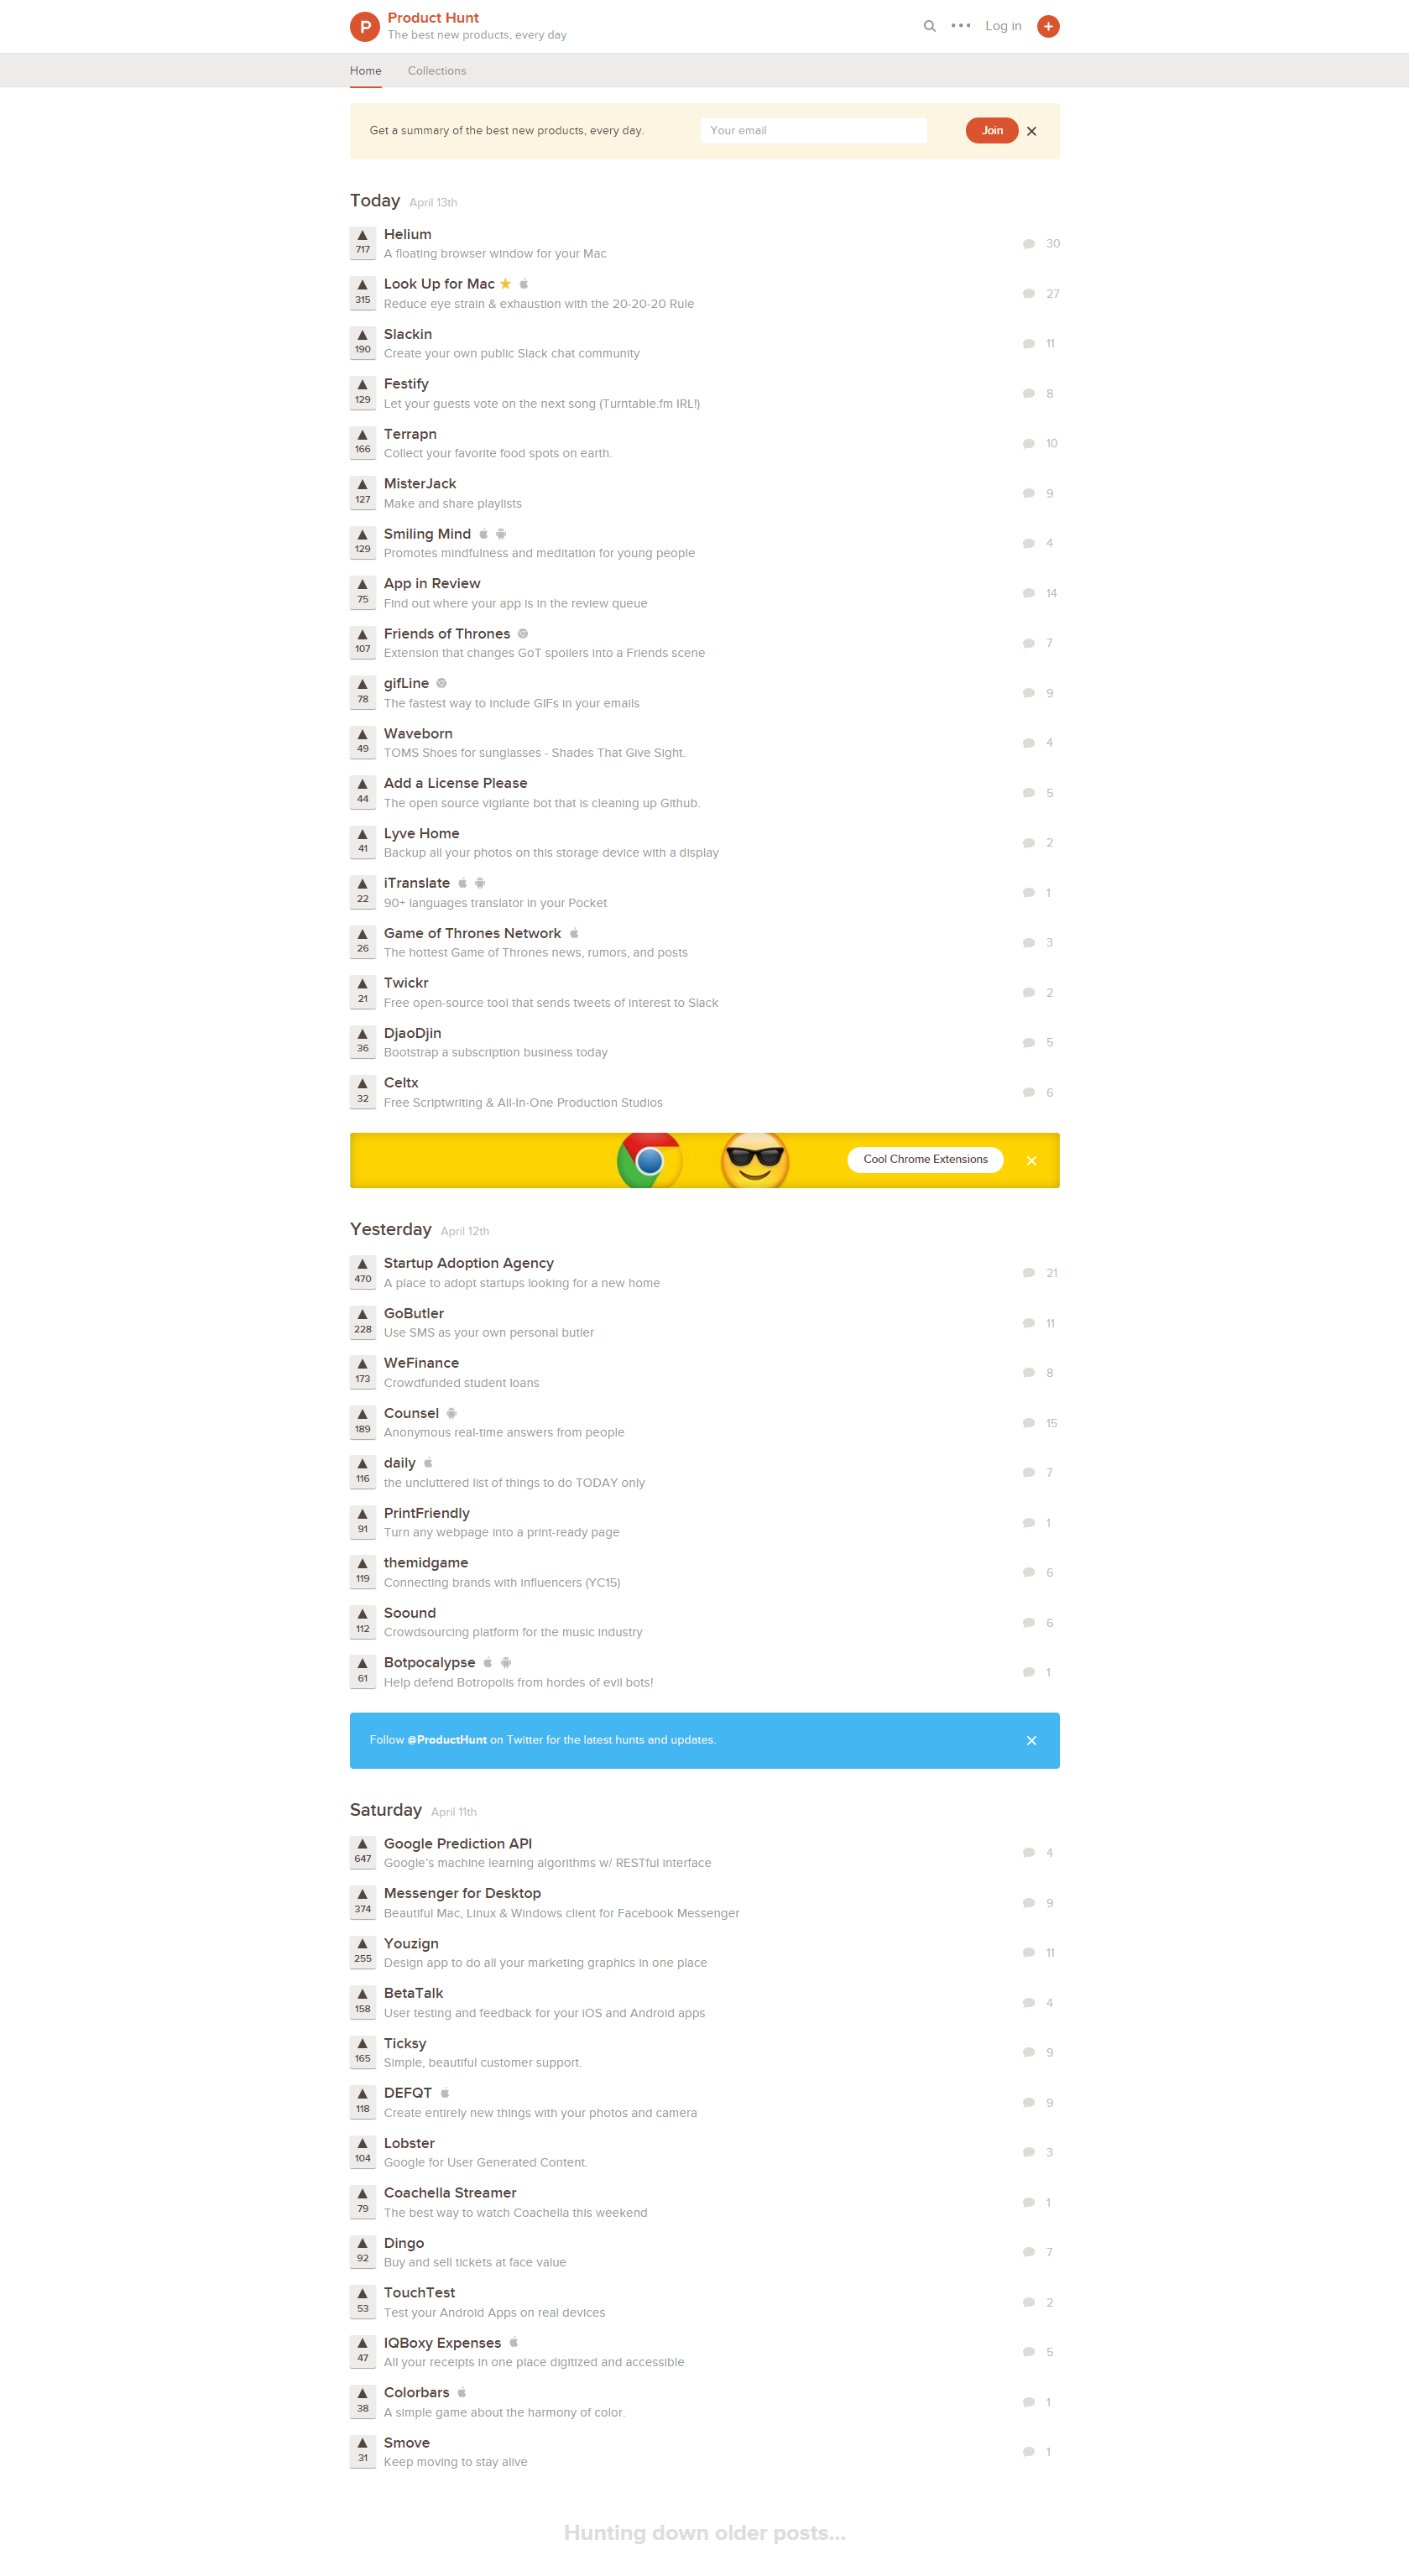 P
Product Hunt
The best new products, every day
Log in
Home
Collections
Get a summary of the best new products, every day.
Your email
Join
Today April 13th
Helium
717
A floating browser window for your Mac
30
Look Up for Mac
315
Reduce eye strain & exhaustion with the 20-20-20 Rule
27
Slackin
190
Create your own public Slack chat community
11
Festify
129
Let your guests vote on the next song (Turntable.fm IRL!)
8
Terrapn
166
Collect your favorite food spots on earth.
10
MisterJack
127
Make and share playlists
9
Smiling Mind
129
Promotes mindfulness and meditation for young people
4
App in Review
75
Find out where your app is in the review queue
14
Friends of Thrones
107
Extension that changes GoT spoilers into a Friends scene
7
gifLine
78
The fastest way to include GIFs in your emails
9
Waveborn
49
TOMS Shoes for sunglasses - Shades That Give Sight.
4
Add a License Please
44
The open source vigilante bot that is cleaning up Github.
5
Lyve Home
41
Backup all your photos on this storage device with a display
2
iTranslate
22
90+ languages translator in your Pocket
1
Game of Thrones Network
26
The hottest Game of Thrones news, rumors, and posts
3
Twickr
21
Free open-source tool that sends tweets of interest to Slack
2
DjaoDjin
36
Bootstrap a subscription business today
5
Celtx
32
Free Scriptwriting & All-In-One Production Studios
6
Cool Chrome Extensions
Yesterday April 12th
Startup Adoption Agency
470
A place to adopt startups looking for a new home
21
GoButler
228
Use SMS as your own personal butler
11
WeFinance
173
Crowdfunded student loans
8
Counsel
189
Anonymous real-time answers from people
15
daily
116
the uncluttered list of things to do TODAY only
7
PrintFriendly
91
Turn any webpage into a print-ready page
1
themidgame
119
Connecting brands with influencers (YC15)
6
Soound
112
Crowdsourcing platform for the music industry
6
Botpocalypse
61
Help defend Botropolis from hordes of evil bots!
1
Follow @ProductHunt on Twitter for the latest hunts and updates.
Saturday April 11th
Google Prediction API
647
Google's machine learning algorithms w/ RESTful interface
4
Messenger for Desktop
374
Beautiful Mac, Linux & Windows client for Facebook Messenger
9
Youzign
255
Design app to do all your marketing graphics in one place
11
BetaTalk
158
User testing and feedback for your iOS and Android apps
4
Ticksy
165
Simple, beautiful customer support.
9
DEFQT
118
Create entirely new things with your photos and camera
9
Lobster
104
Google for User Generated Content.
3
Coachella Streamer
79
The best way to watch Coachella this weekend
1
Dingo
92
Buy and sell tickets at face value
7
TouchTest
53
Test your Android Apps on real devices
2
IQBoxy Expenses
47
All your receipts in one place digitized and accessible
5
Colorbars
38
A simple game about the harmony of color.
1
Smove
31
Keep moving to stay alive
1
Hunting down older posts...